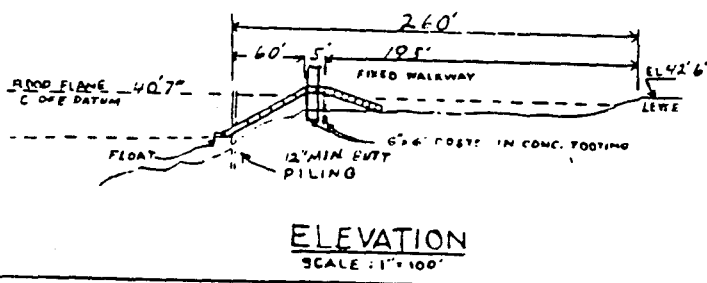 260'
60' 5' 195'
FIXED WALKWAY
EL 42'6"
LEVEE
FLOOD PLANE 40'7"
C OF E DATUM
6"x6" POSTS IN CONC. FOOTING
FLOAT
12" MIN BUTT
PILING
ELEVATION
SCALE : 1" = 100'